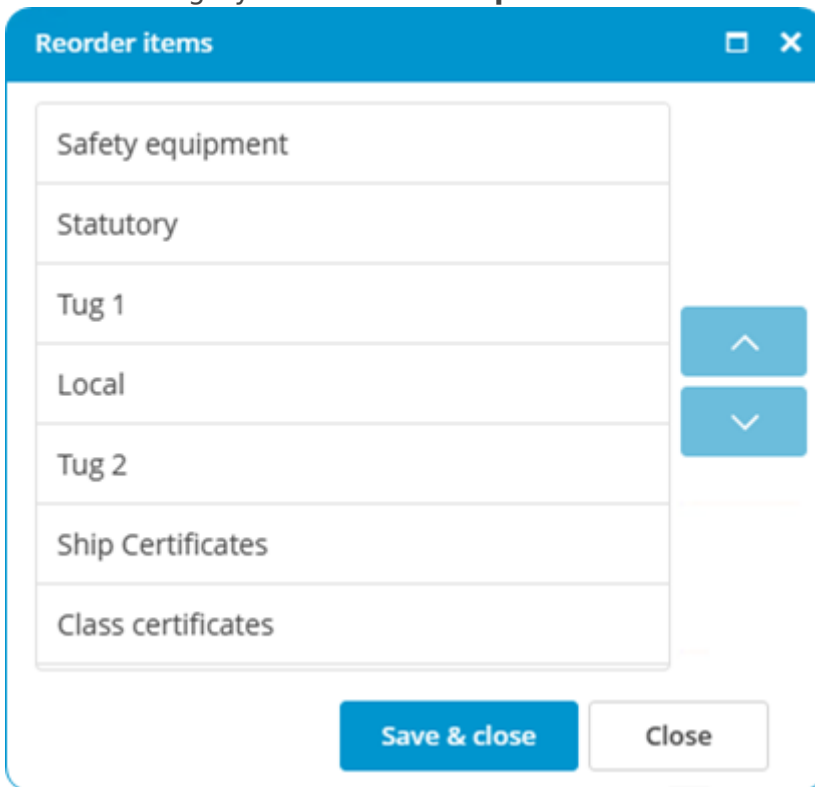 Reorder items
Safety equipment
Statutory
Tug 1
Local
Tug 2
Ship Certificates
Class certificates
Save & close
Close